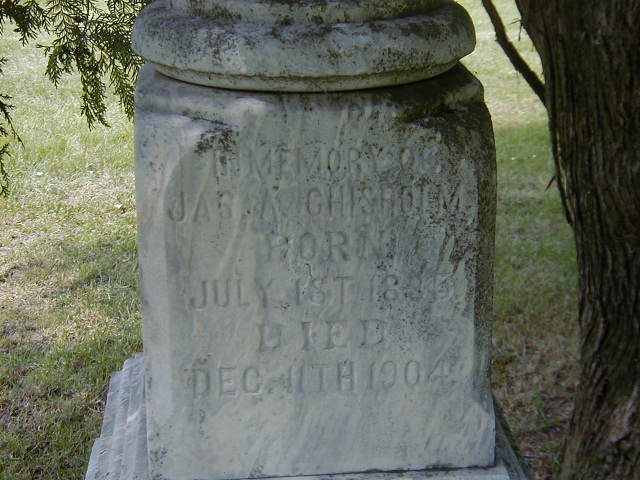 IN MEMORY OF
JAS. A. CHISHOLM
BORN
JULY 1ST
DIED
DEC. 11TH 1904